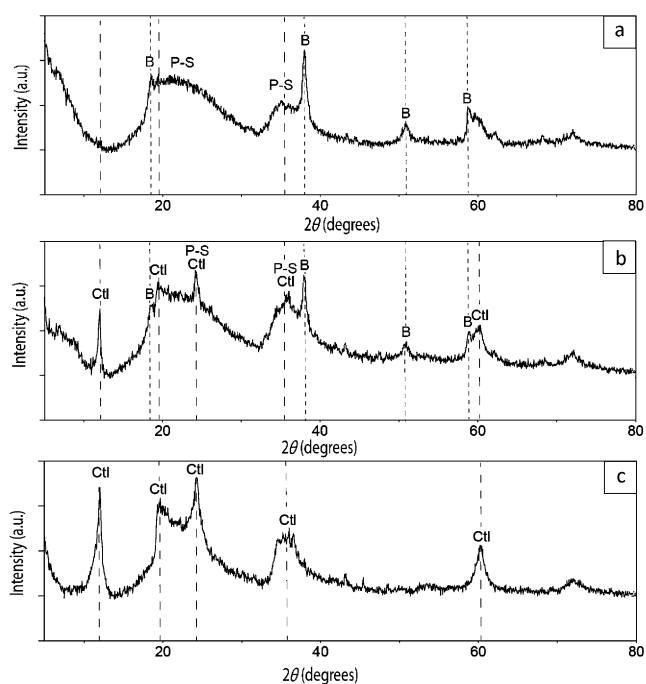 a
B P-S P-S B B B
Intensity (a.u.)
20 40 60 80
2θ (degrees)
b
P-S P-S B
Ctl B Ctl Ctl Ctl B B Ctl
Intensity (a.u.)
20 40 60 80
2θ (degrees)
c
Ctl Ctl Ctl Ctl Ctl
Intensity (a.u.)
20 40 60 80
2θ (degrees)